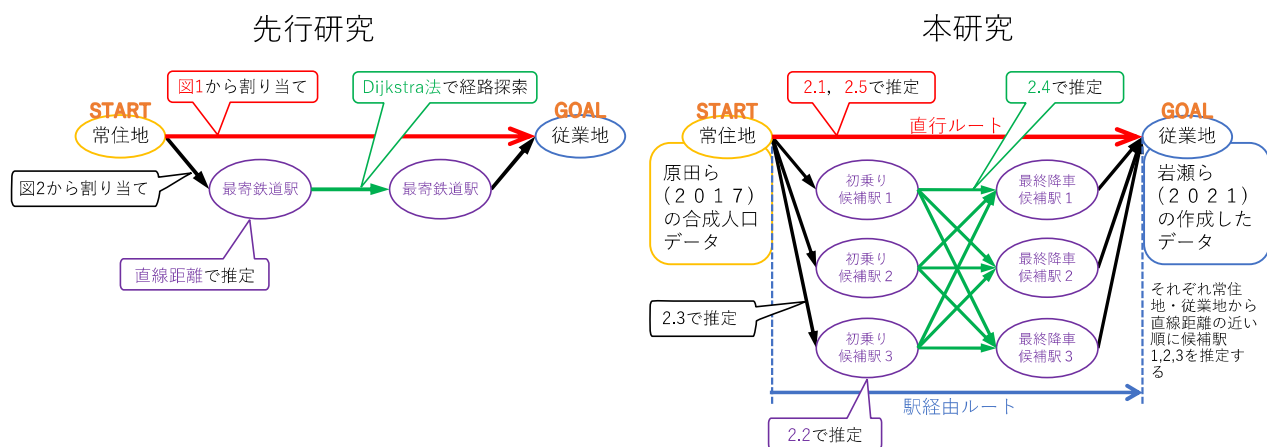 先行研究
図1から割り当て
Dijkstra法で経路探索
START
常住地
GOAL
従業地
図2から割り当て
最寄鉄道駅
最寄鉄道駅
直線距離で推定
本研究
2.1，2.5で推定
2.4で推定
START
常住地
直行ルート
GOAL
従業地
原田ら
(２０１７)
の合成人口
データ
初乗り
候補駅1
最終降車
候補駅1
岩瀬ら
(２０２１)
の作成した
データ
初乗り
候補駅2
最終降車
候補駅2
2.3で推定
初乗り
候補駅3
最終降車
候補駅3
それぞれ常住
地・従業地から
直線距離の近い
順に候補駅
1,2,3を推定す
る
駅経由ルート
2.2で推定